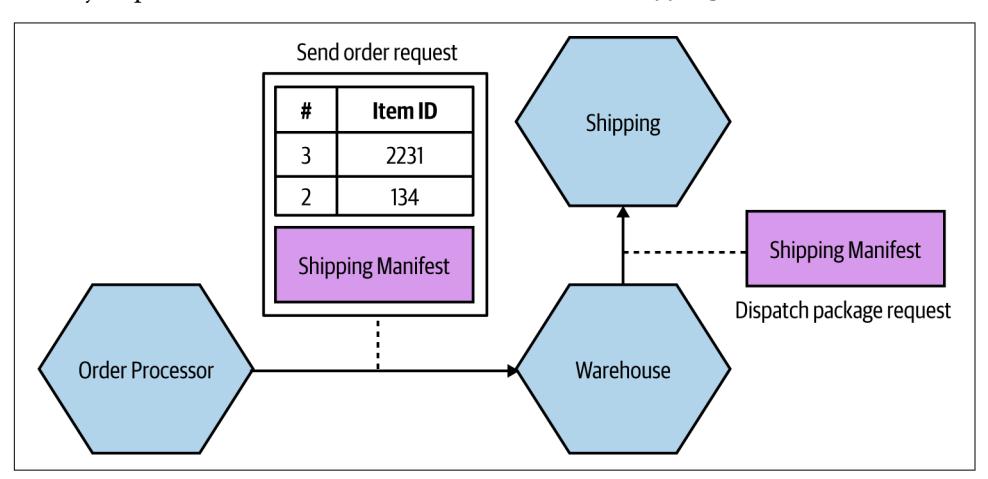 Send order request
# Item ID
3 2231
2 134
Shipping Manifest
Shipping
Shipping Manifest
Dispatch package request
Order Processor
Warehouse